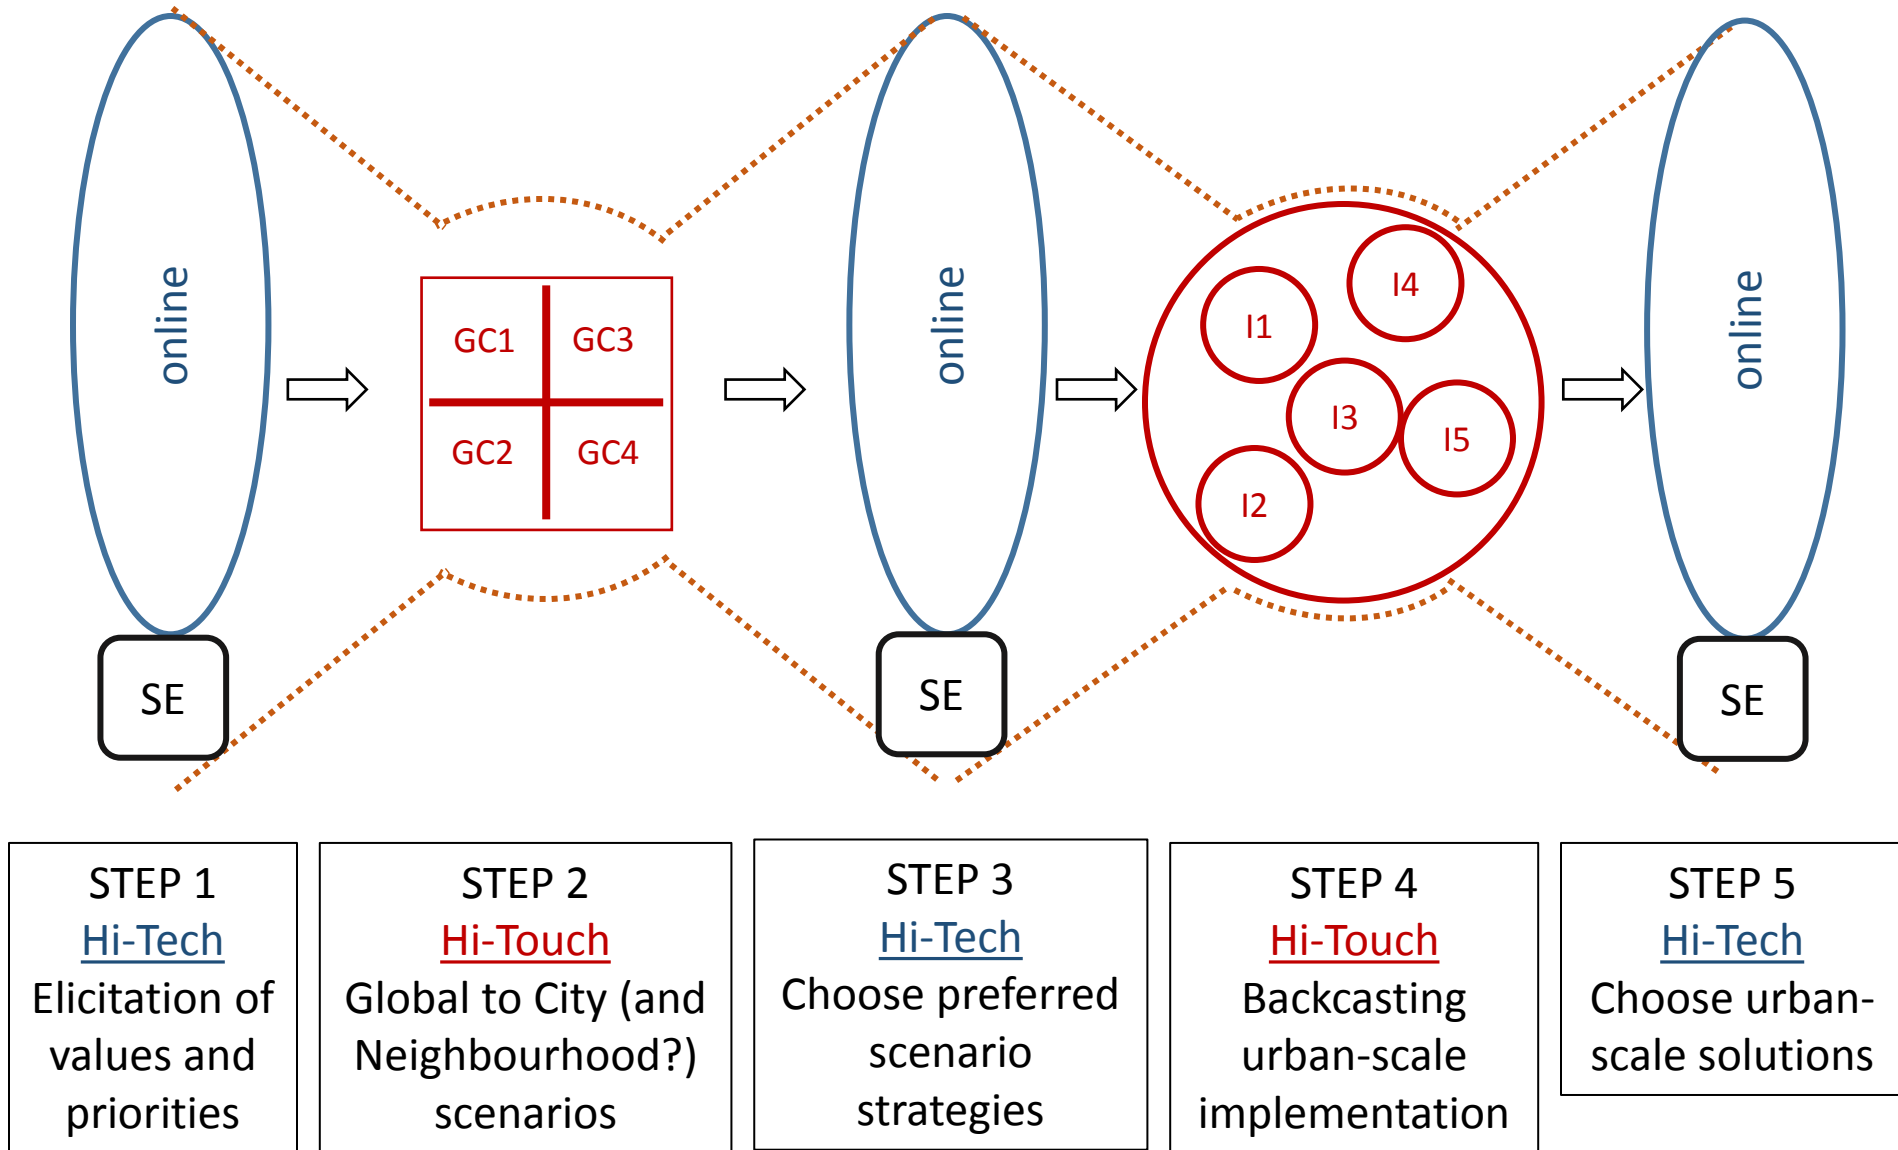 online
SE
GC1
GC3
GC2
GC4
online
SE
I1
I4
I3
I5
I2
online
SE
STEP 1
Hi-Tech
Elicitation of
values and
priorities
STEP 2
Hi-Touch
Global to City (and
Neighbourhood?)
scenarios
STEP 3
Hi-Tech
Choose preferred
scenario
strategies
STEP 4
Hi-Touch
Backcasting
urban-scale
implementation
STEP 5
Hi-Tech
Choose urban-
scale solutions